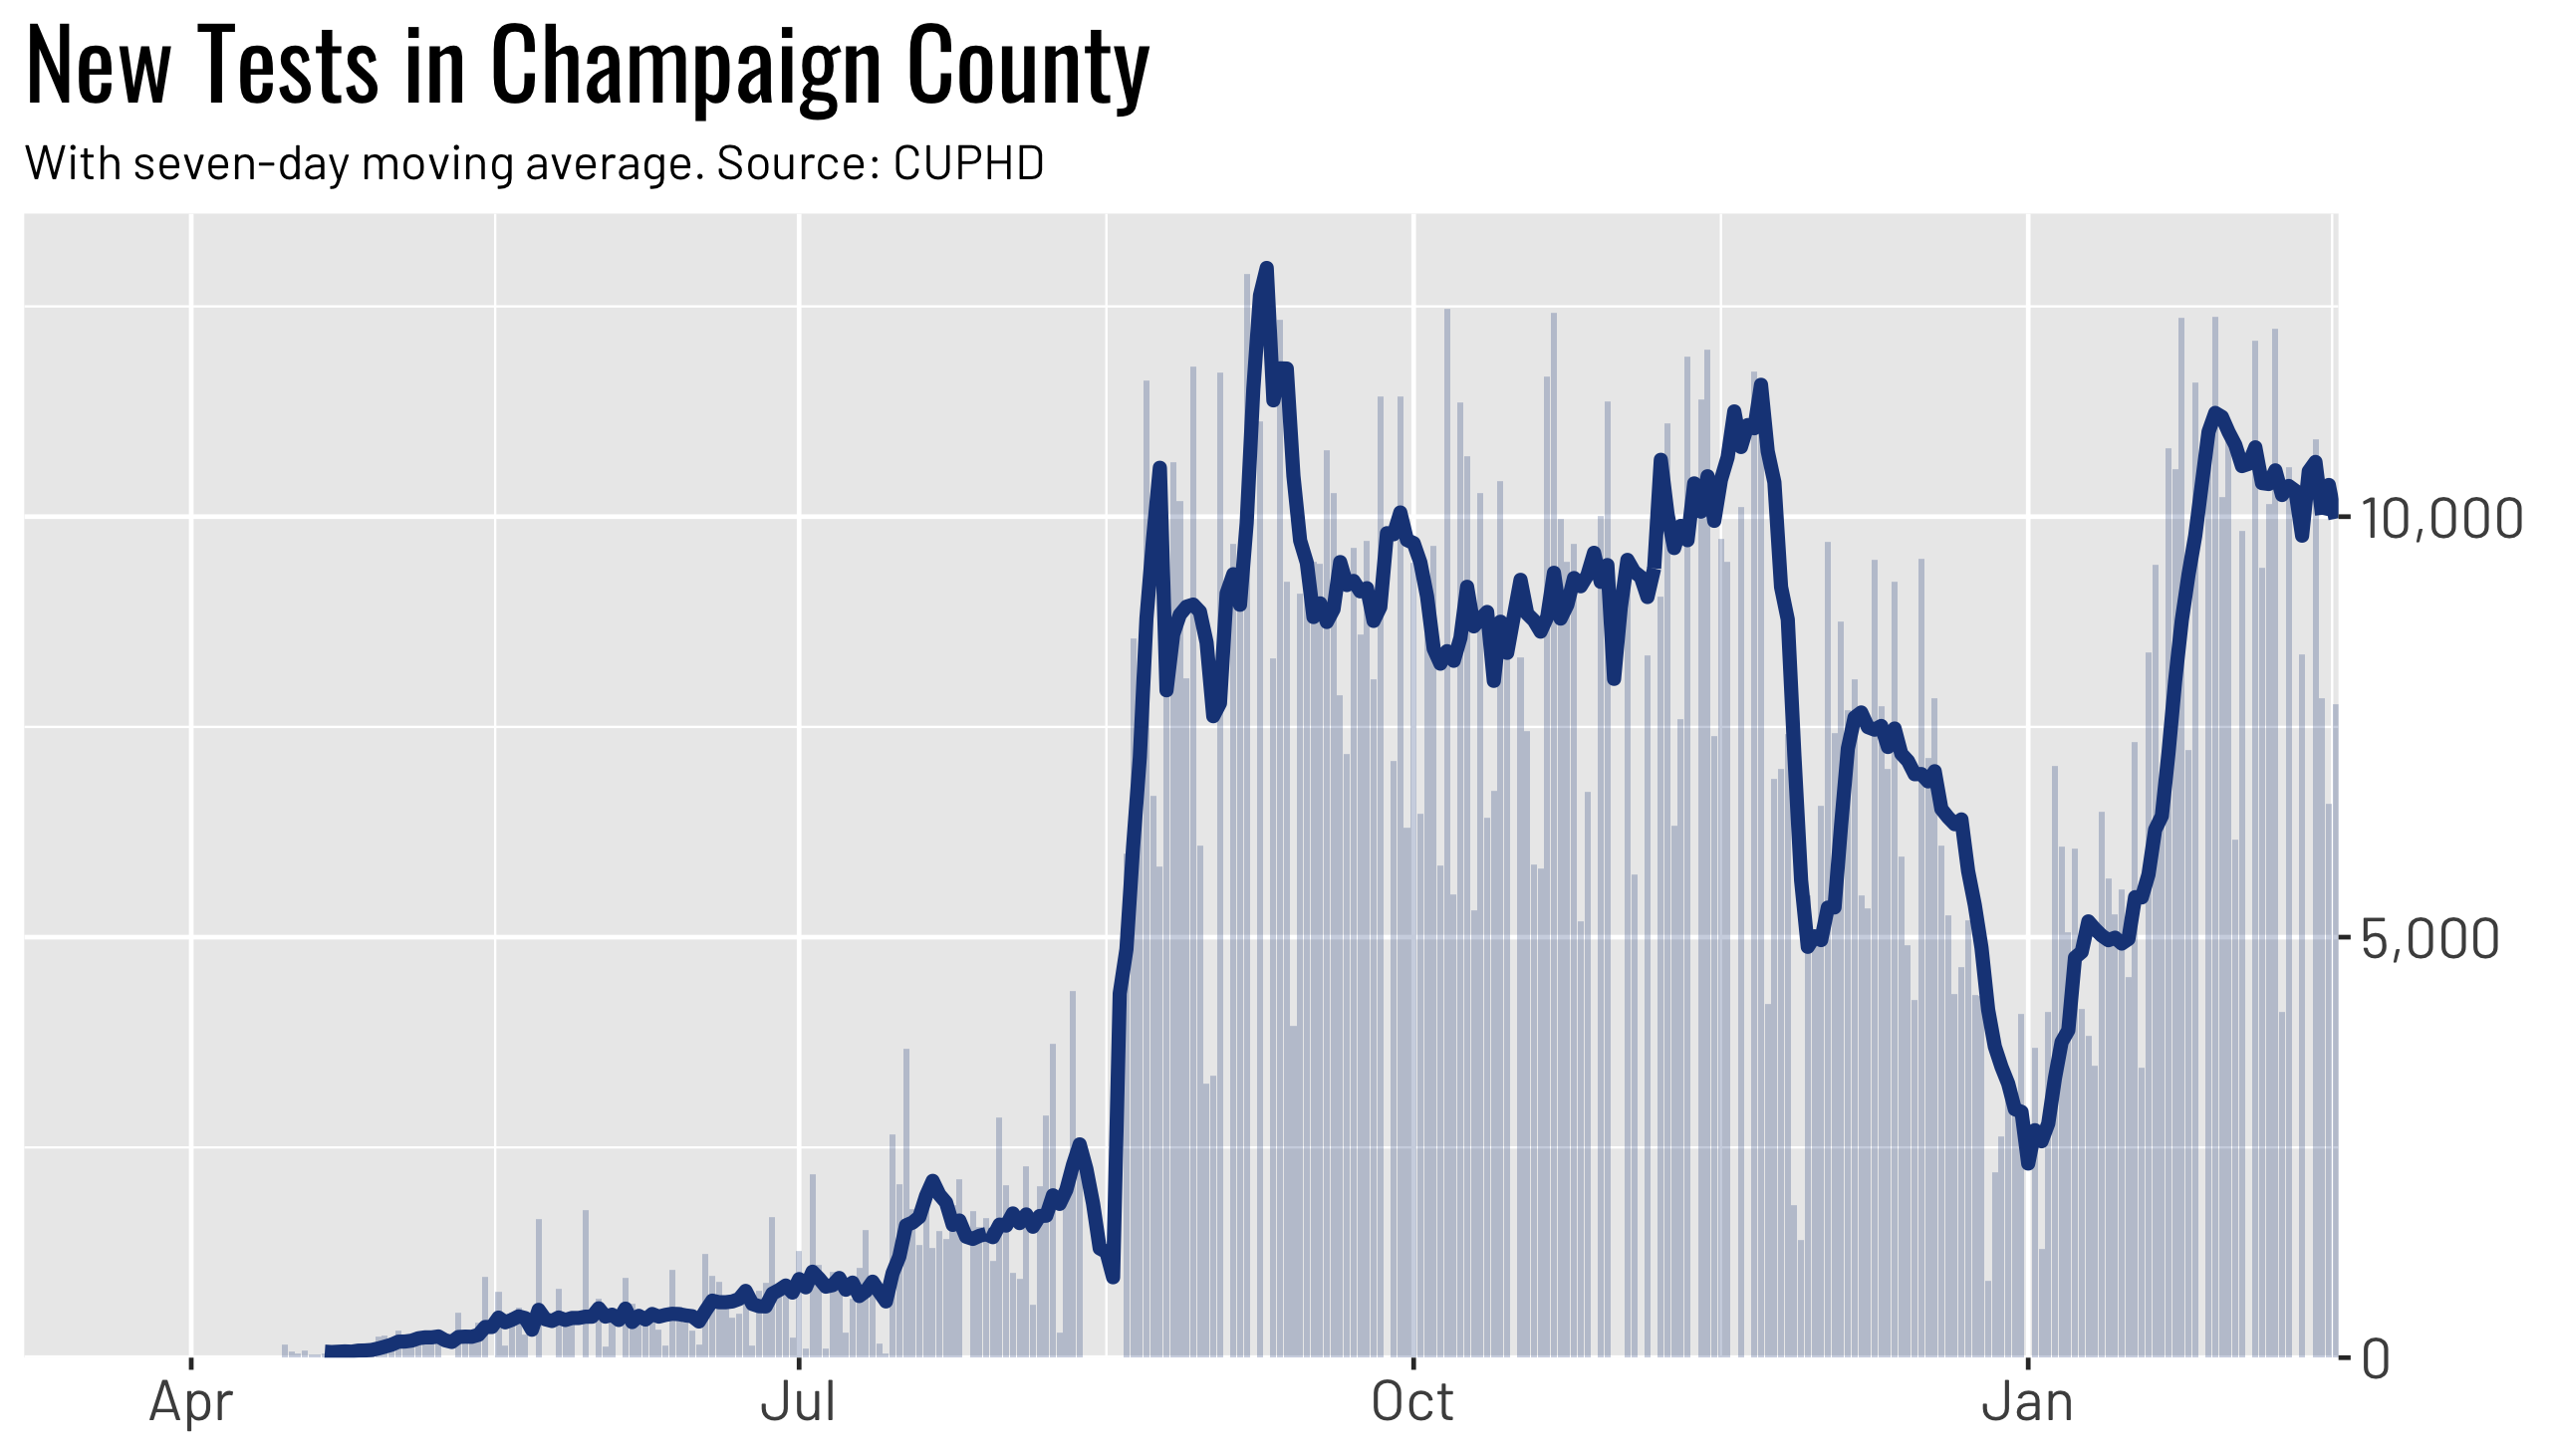 New Tests in Champaign County
With seven-day moving average. Source: CUPHD
10,000
5,000
0
Apr Jul Oct Jan